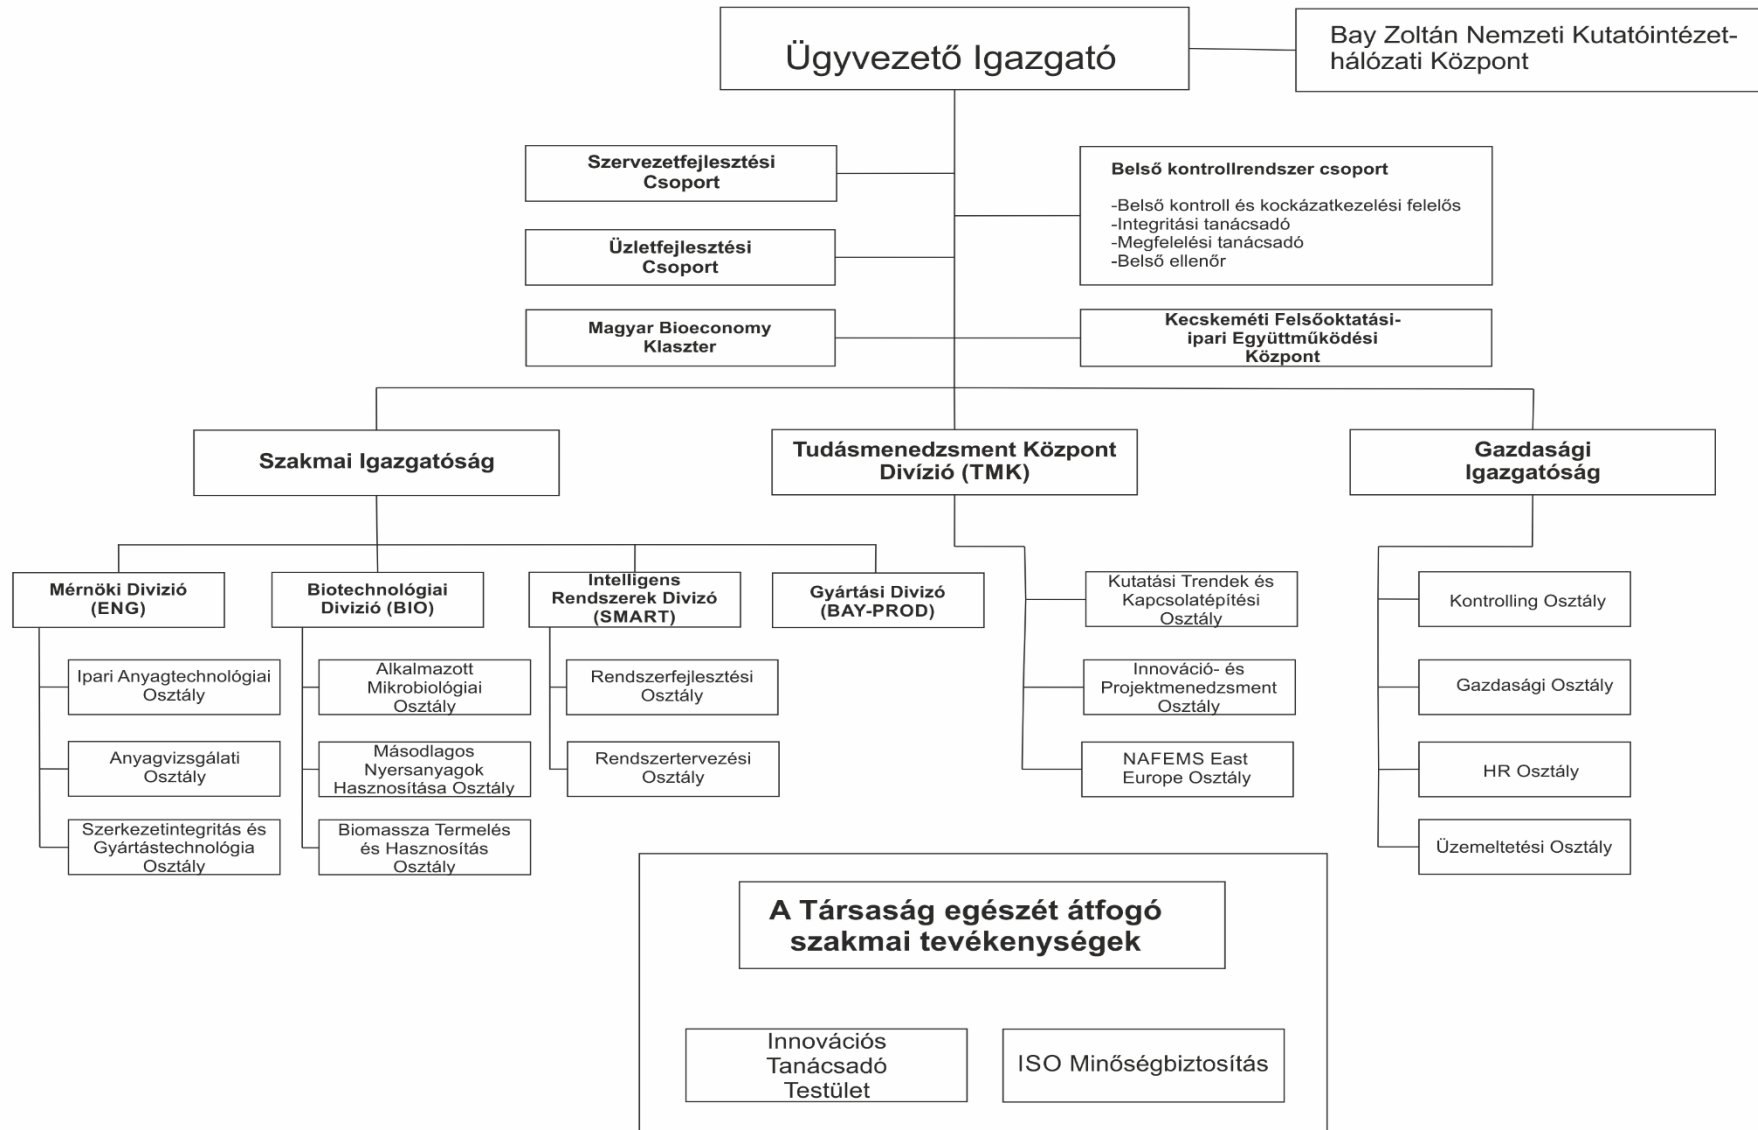 Ügyvezető Igazgató
Bay Zoltán Nemzeti Kutatóintézet-
hálózati Központ
Szervezetfejlesztési
Csoport
Belső kontrollrendszer csoport
-Belső kontroll és kockázatkezelési felelős
-Integritási tanácsadó
-Megfelelési tanácsadó
-Belső ellenőr
Üzletfejlesztési
Csoport
Magyar Bioeconomy
Klaszter
Kecskeméti Felsőoktatási-
ipari Együttműködési
Központ
Szakmai Igazgatóság
Tudásmenedzsment Központ
Divízió (TMK)
Gazdasági
Igazgatóság
Mérnöki Divizió
(ENG)
Biotechnológiai
Divizió (BIO)
Intelligens
Rendszerek Divizó
(SMART)
Gyártási Divizó
(BAY-PROD)
Kutatási Trendek és
Kapcsolatépítési
Osztály
Kontrolling Osztály
Ipari Anyagtechnológiai
Osztály
Alkalmazott
Mikrobiológiai
Osztály
Rendszerfejlesztési
Osztály
Innováció- és
Projektmenedzsment
Osztály
Gazdasági Osztály
Anyagvizsgálati
Osztály
Másodlagos
Nyersanyagok
Hasznosítása Osztály
Rendszertervezési
Osztály
NAFEMS East
Europe Osztály
HR Osztály
Szerkezetintegritás és
Gyártástechnológia
Osztály
Biomassza Termelés
és Hasznosítás
Osztály
Üzemeltetési Osztály
A Társaság egészét átfogó
szakmai tevékenységek
Innovációs
Tanácsadó
Testület
ISO Minőségbiztosítás